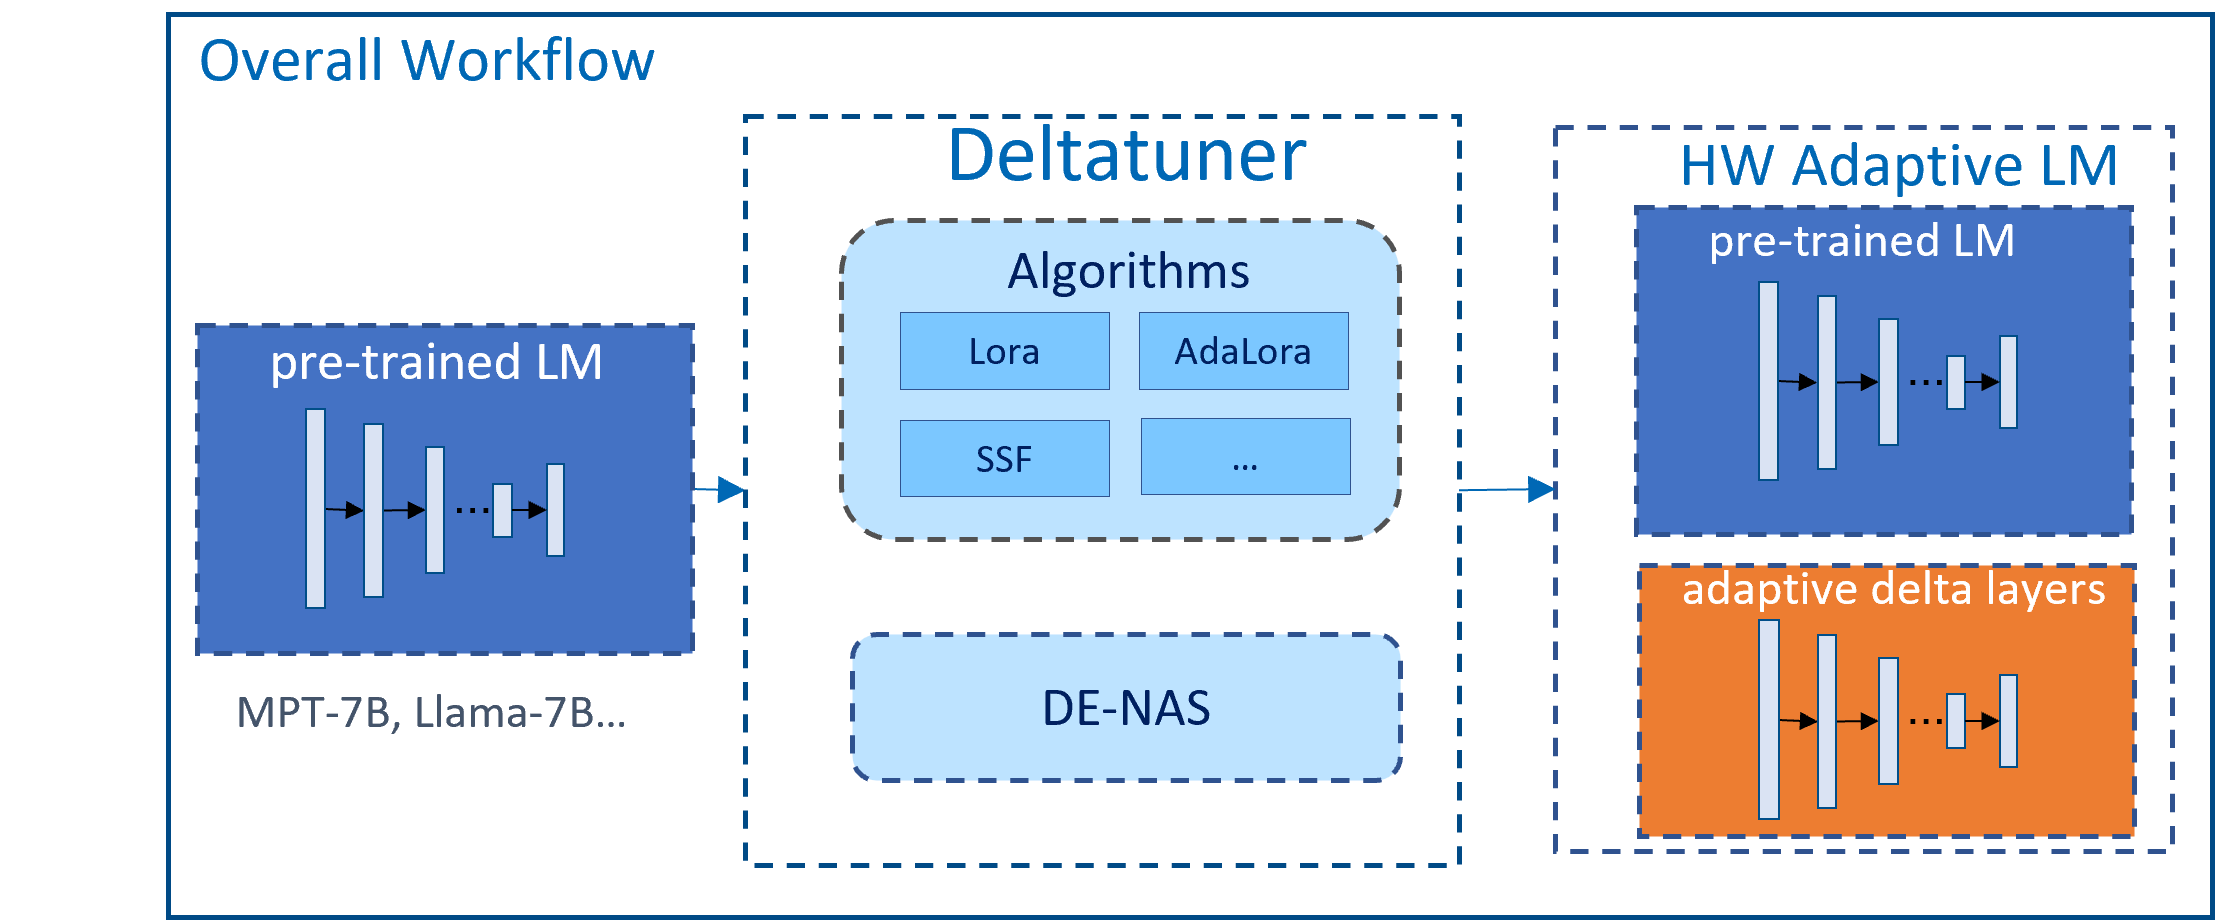 Overall Workflow
pre-trained LM
...
MPT-7B, Llama-7B...
Deltatuner
Algorithms
Lora
AdaLora
SSF
...
DE-NAS
HW Adaptive LM
pre-trained LM
...
adaptive delta layers
...